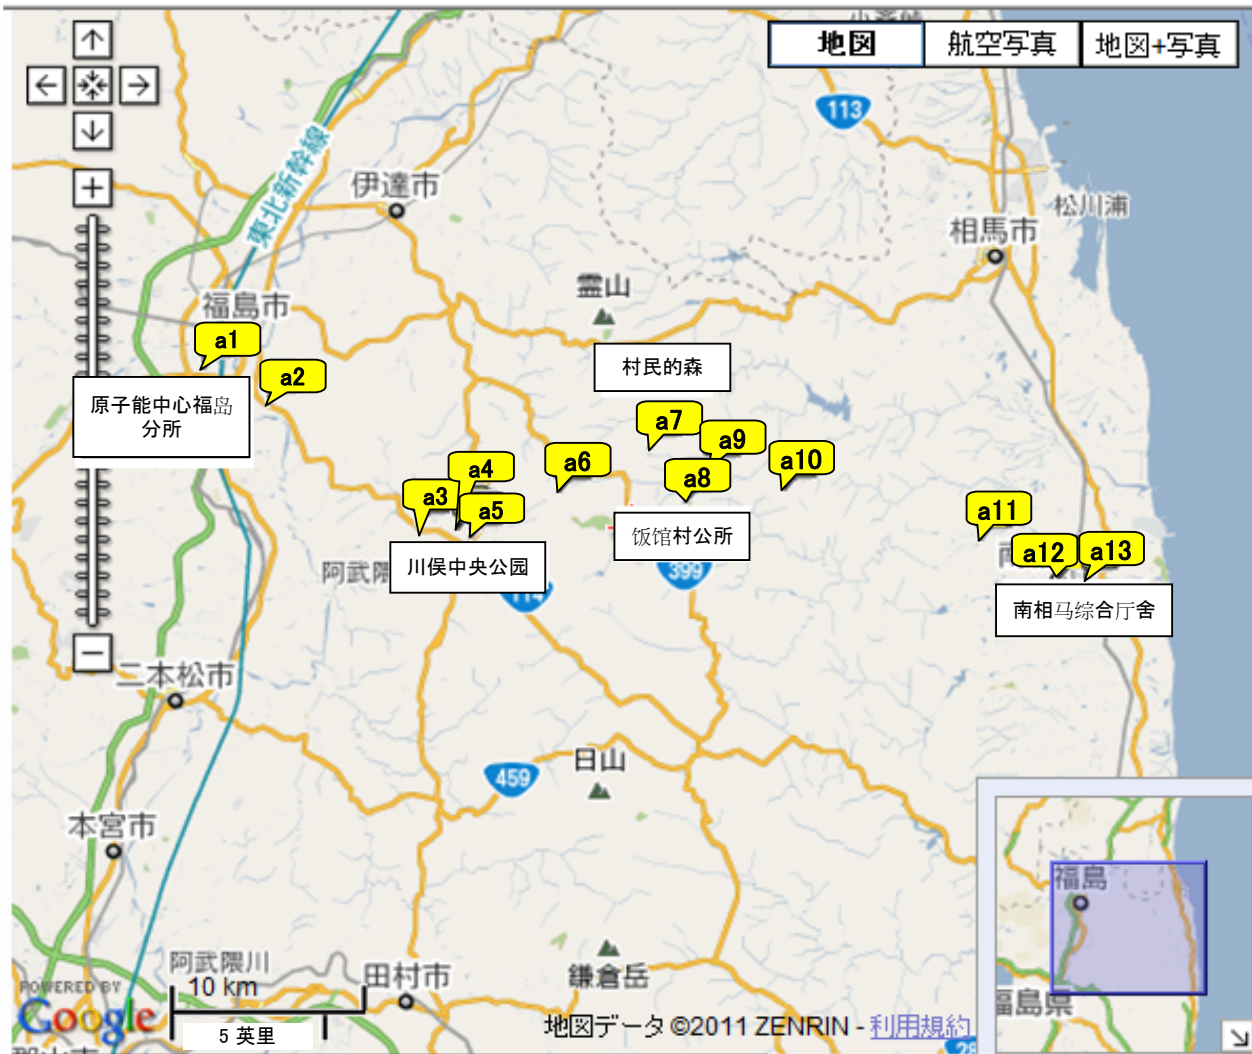 地図
航空写真
地図+写真
113
東北新幹線
伊達市
松川浦
相馬市
霊山
福島市
a1
a2
村民的森
原子能中心福岛
分所
a7
a9
a4
a6
a10
a8
a3
a5
a11
饭馆村公所
a12
a13
川俣中央公园
399
南相马综合厅舍
二本松市
日山
459
本宮市
福島
阿武隈川
田村市
鎌倉岳
福島県
10 km
POWERED BY
Google
5 英里
地図データ ©2011 ZENRIN - 利用規約